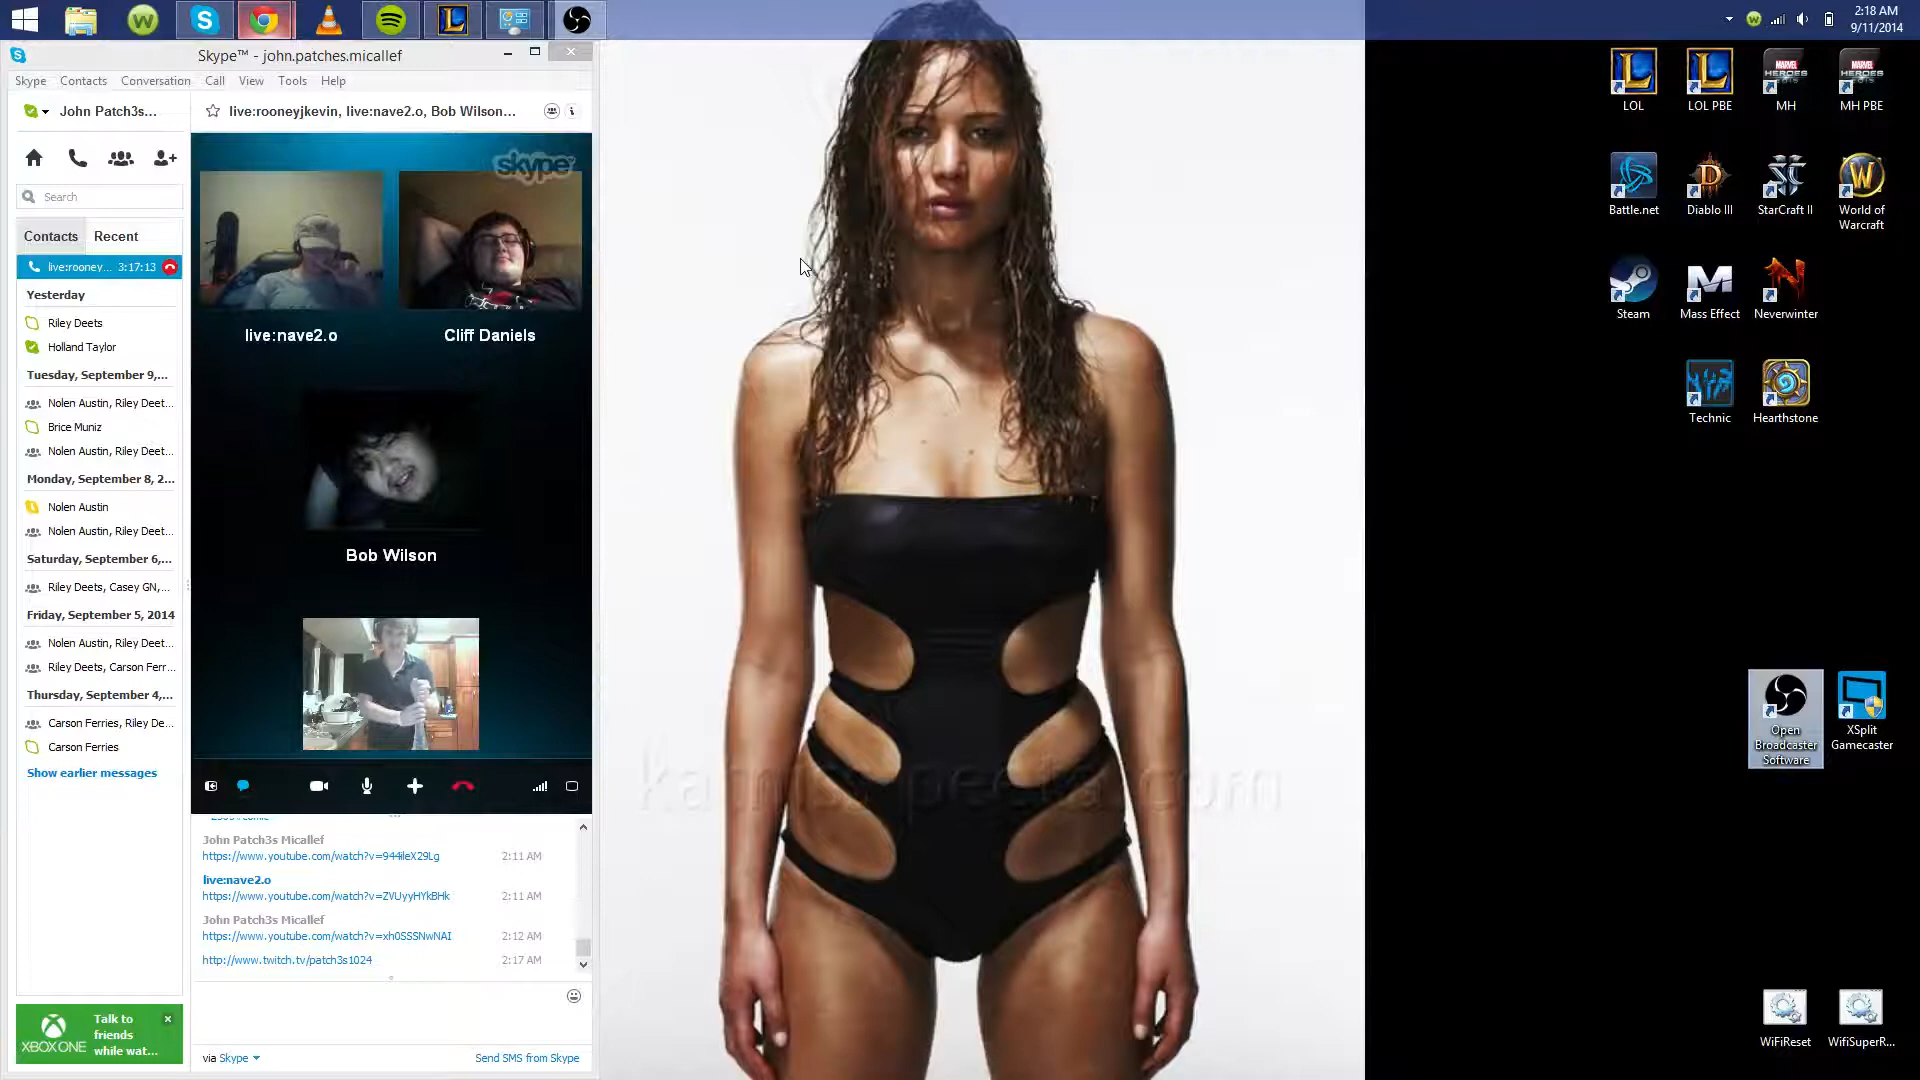 2:18 AM
9/11/2014
Skype™ - john.patches.micallef
Skype Contacts Conversation Call View Tools Help
John Patch3s...
live:rooneyjkevin, live:nave2.o, Bob Wilson...
Search
Contacts Recent
live:rooney... 3:17:13
Yesterday
Riley Deets
Holland Taylor
Tuesday, September 9,...
Nolen Austin, Riley Deet...
Brice Muniz
Nolen Austin, Riley Deet...
Monday, September 8, 2...
Nolen Austin
Nolen Austin, Riley Deet...
Saturday, September 6,...
Riley Deets, Casey GN,...
Friday, September 5, 2014
Nolen Austin, Riley Deet...
Riley Deets, Carson Ferr...
Thursday, September 4,...
Carson Ferries, Riley De...
Carson Ferries
Show earlier messages
XBOX ONE
Talk to
friends
while wat...
skype™
live:nave2.o
Cliff Daniels
Bob Wilson
John Patch3s Micallef
https://www.youtube.com/watch?v=944ileX29Lg 2:11 AM
live:nave2.o
https://www.youtube.com/watch?v=ZVUyyHYkBHk 2:11 AM
John Patch3s Micallef
https://www.youtube.com/watch?v=xh0SSSNwNAI 2:12 AM
http://www.twitch.tv/patch3s1024 2:17 AM
via Skype
Send SMS from Skype
LOL
LOL PBE
MARVEL
HEROES
2015
MH
MARVEL
HEROES
2015
MH PBE
Battle.net
Diablo III
StarCraft II
World of
Warcraft
Steam
Mass Effect
Neverwinter
Technic
Hearthstone
Open
Broadcaster
Software
XSplit
Gamecaster
WiFiReset
WifiSuperR...